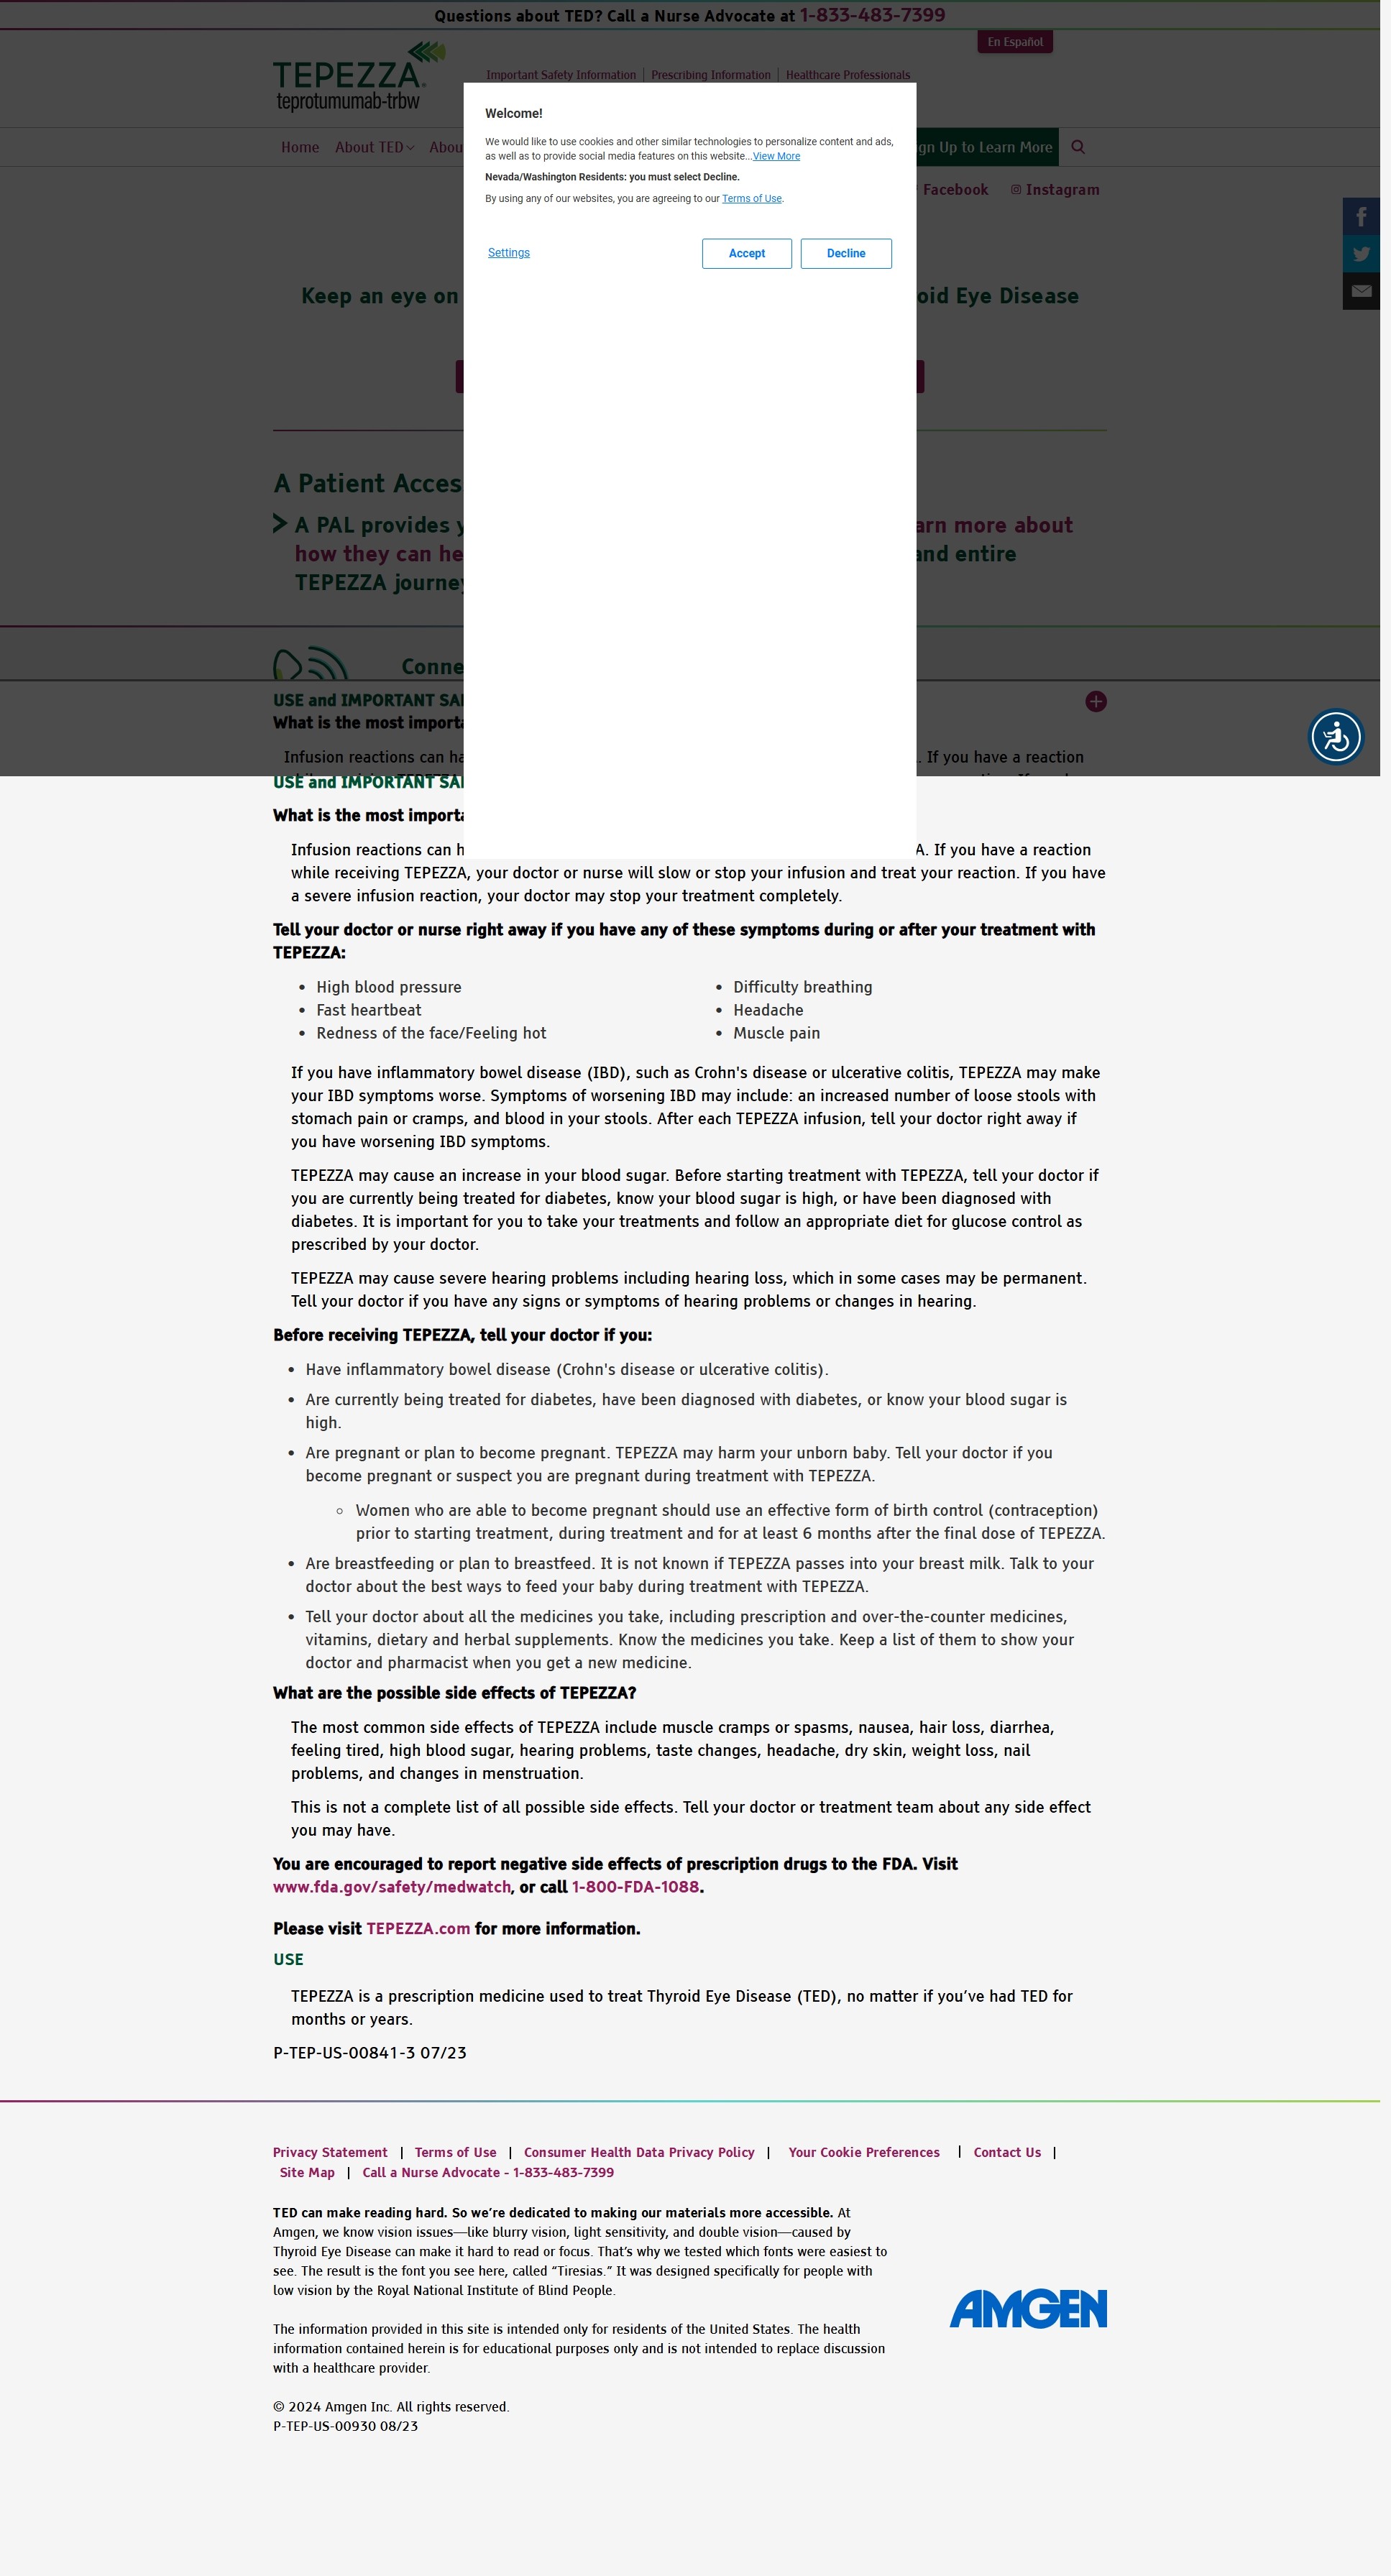 Questions about TED? Call a Nurse Advocate at 1-833-483-7399
En Español
TEPEZZA®
teprotumumab-trbw
Important Safety Information | Prescribing Information | Healthcare Professionals
Home About TED
gn Up to Learn More
Facebook Instagram
Welcome!
We would like to use cookies and other similar technologies to personalize content and ads,
as well as to provide social media features on this website...View More
Nevada/Washington Residents: you must select Decline.
By using any of our websites, you are agreeing to our Terms of Use.
Settings Accept Decline
Keep an eye on
oid Eye Disease
A Patient Acces
A PAL provides y
arn more about
how they can he
and entire
TEPEZZA journey
Conne
USE and IMPORTANT SA
What is the most importa
Infusion reactions can ha
. If you have a reaction
USE and IMPORTANT SA
What is the most importa
Infusion reactions can h
A. If you have a reaction
while receiving TEPEZZA, your doctor or nurse will slow or stop your infusion and treat your reaction. If you have
a severe infusion reaction, your doctor may stop your treatment completely.
Tell your doctor or nurse right away if you have any of these symptoms during or after your treatment with
TEPEZZA:
• High blood pressure
• Fast heartbeat
• Redness of the face/Feeling hot
• Difficulty breathing
• Headache
• Muscle pain
If you have inflammatory bowel disease (IBD), such as Crohn's disease or ulcerative colitis, TEPEZZA may make
your IBD symptoms worse. Symptoms of worsening IBD may include: an increased number of loose stools with
stomach pain or cramps, and blood in your stools. After each TEPEZZA infusion, tell your doctor right away if
you have worsening IBD symptoms.
TEPEZZA may cause an increase in your blood sugar. Before starting treatment with TEPEZZA, tell your doctor if
you are currently being treated for diabetes, know your blood sugar is high, or have been diagnosed with
diabetes. It is important for you to take your treatments and follow an appropriate diet for glucose control as
prescribed by your doctor.
TEPEZZA may cause severe hearing problems including hearing loss, which in some cases may be permanent.
Tell your doctor if you have any signs or symptoms of hearing problems or changes in hearing.
Before receiving TEPEZZA, tell your doctor if you:
• Have inflammatory bowel disease (Crohn's disease or ulcerative colitis).
• Are currently being treated for diabetes, have been diagnosed with diabetes, or know your blood sugar is
high.
• Are pregnant or plan to become pregnant. TEPEZZA may harm your unborn baby. Tell your doctor if you
become pregnant or suspect you are pregnant during treatment with TEPEZZA.
○ Women who are able to become pregnant should use an effective form of birth control (contraception)
prior to starting treatment, during treatment and for at least 6 months after the final dose of TEPEZZA.
• Are breastfeeding or plan to breastfeed. It is not known if TEPEZZA passes into your breast milk. Talk to your
doctor about the best ways to feed your baby during treatment with TEPEZZA.
• Tell your doctor about all the medicines you take, including prescription and over-the-counter medicines,
vitamins, dietary and herbal supplements. Know the medicines you take. Keep a list of them to show your
doctor and pharmacist when you get a new medicine.
What are the possible side effects of TEPEZZA?
The most common side effects of TEPEZZA include muscle cramps or spasms, nausea, hair loss, diarrhea,
feeling tired, high blood sugar, hearing problems, taste changes, headache, dry skin, weight loss, nail
problems, and changes in menstruation.
This is not a complete list of all possible side effects. Tell your doctor or treatment team about any side effect
you may have.
You are encouraged to report negative side effects of prescription drugs to the FDA. Visit
www.fda.gov/safety/medwatch, or call 1-800-FDA-1088.
Please visit TEPEZZA.com for more information.
USE
TEPEZZA is a prescription medicine used to treat Thyroid Eye Disease (TED), no matter if you’ve had TED for
months or years.
P-TEP-US-00841-3 07/23
Privacy Statement | Terms of Use | Consumer Health Data Privacy Policy | Your Cookie Preferences | Contact Us |
Site Map | Call a Nurse Advocate - 1-833-483-7399
TED can make reading hard. So we’re dedicated to making our materials more accessible. At
Amgen, we know vision issues—like blurry vision, light sensitivity, and double vision—caused by
Thyroid Eye Disease can make it hard to read or focus. That’s why we tested which fonts were easiest to
see. The result is the font you see here, called “Tiresias.” It was designed specifically for people with
low vision by the Royal National Institute of Blind People.
AMGEN
The information provided in this site is intended only for residents of the United States. The health
information contained herein is for educational purposes only and is not intended to replace discussion
with a healthcare provider.
© 2024 Amgen Inc. All rights reserved.
P-TEP-US-00930 08/23